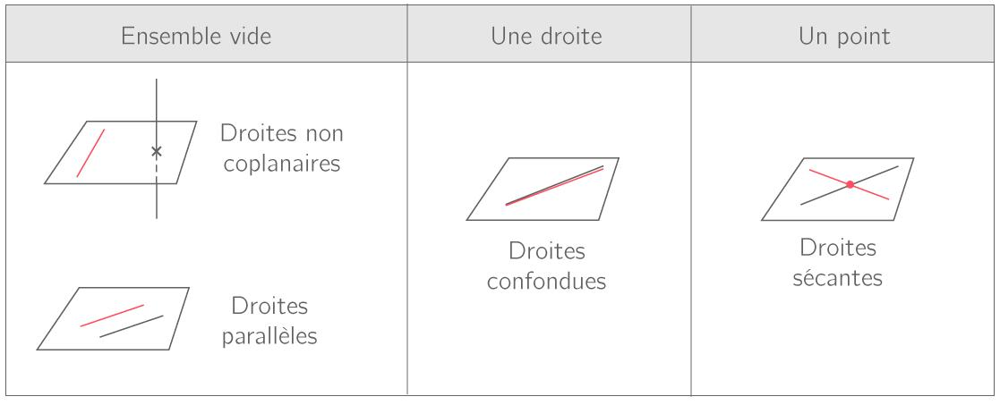 Ensemble vide
Une droite
Un point
Droites non
coplanaires
Droites
parallèles
Droites
confondues
Droites
sécantes